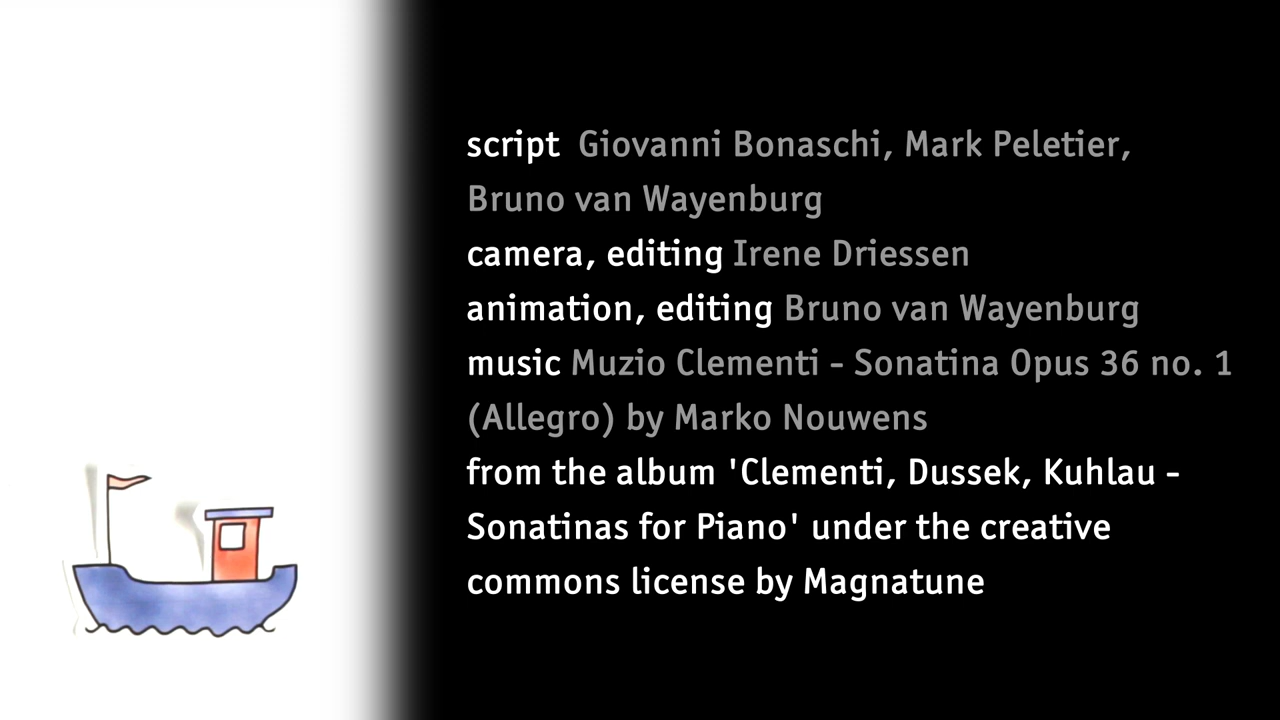 script Giovanni Bonaschi, Mark Peletier,
Bruno van Wayenburg
camera, editing Irene Driessen
animation, editing Bruno van Wayenburg
music Muzio Clementi - Sonatina Opus 36 no. 1
(Allegro) by Marko Nouwens
from the album 'Clementi, Dussek, Kuhlau -
Sonatinas for Piano' under the creative
commons license by Magnatune